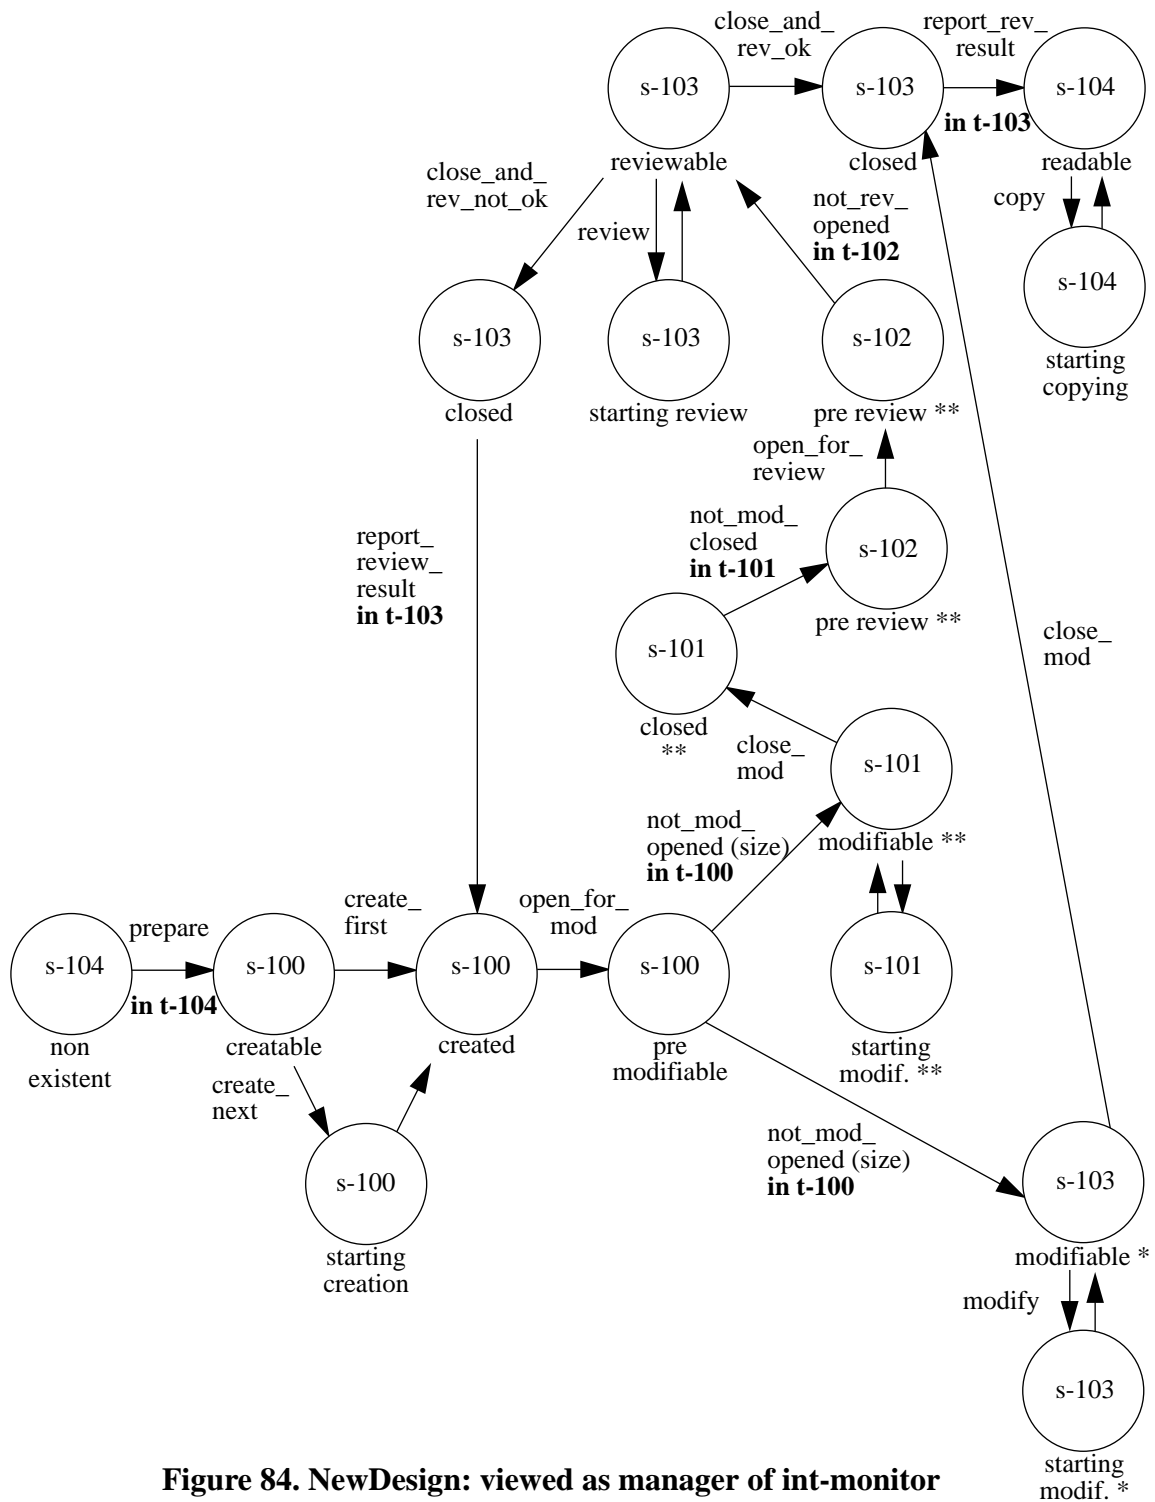 close_and_
rev_ok
report_rev_
result
s-103
s-103
s-104
in t-103
reviewable
closed
readable
close_and_
rev_not_ok
review
not_rev_
opened
in t-102
copy
s-103
s-103
s-102
s-104
closed
starting review
pre review **
starting
copying
open_for_
review
not_mod_
closed
in t-101
s-102
pre review **
report_
review_
result
in t-103
s-101
closed
**
close_
mod
close_
mod
s-101
modifiable **
not_mod_
opened (size)
in t-100
prepare
create_
first
open_for_
mod
s-104
s-100
s-100
s-100
s-101
in t-104
non
existent
creatable
created
pre
modifiable
starting
modif. **
create_
next
s-100
starting
creation
not_mod_
opened (size)
in t-100
s-103
modifiable *
modify
s-103
starting
modif. *
Figure 84. NewDesign: viewed as manager of int-monitor